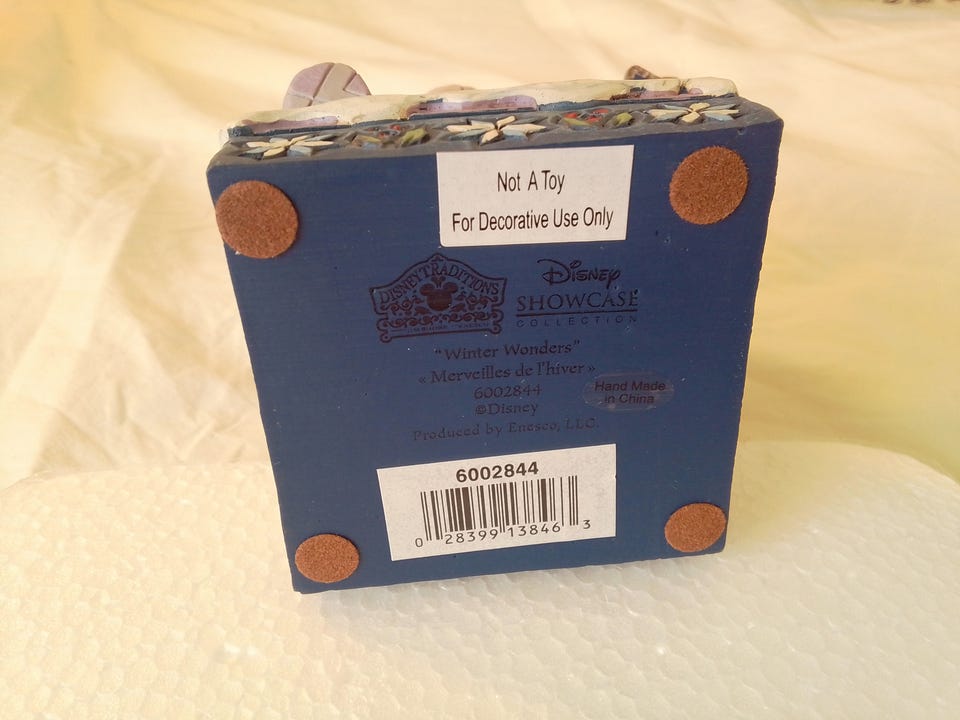 Not A Toy
For Decorative Use Only
DISNEY TRADITIONS
Disney
SHOWCASE
COLLECTION
"Winter Wonders"
« Merveilles de l'hiver »
6002844
©Disney
Produced by Enesco, LLC.
Hand Made
in China
6002844
0 28399 13846 3